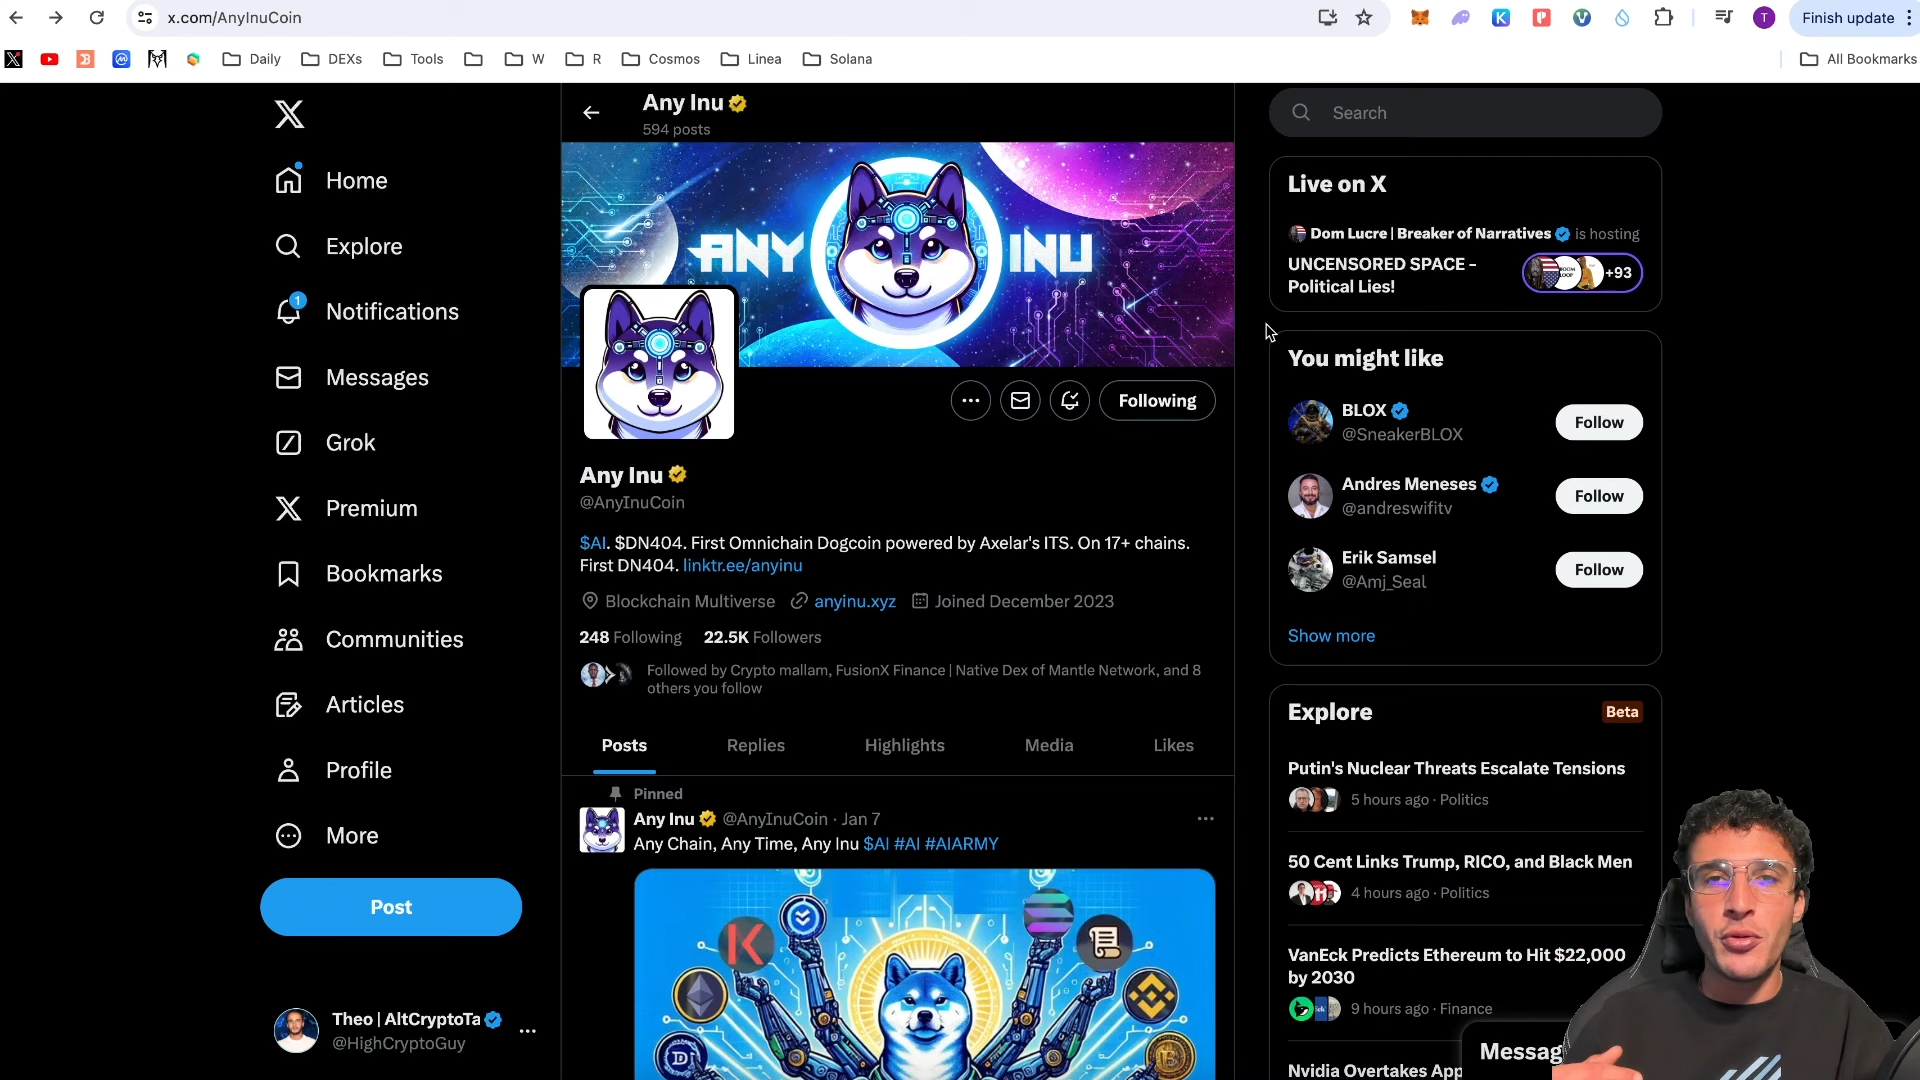 x.com/AnyInuCoin
T
Finish update
Daily
DEXs
Tools
W
R
Cosmos
Linea
Solana
All Bookmarks
Home
Explore
1
Notifications
Messages
Grok
Premium
Bookmarks
Communities
Articles
Profile
More
Post
Theo | AltCryptoTa
@HighCryptoGuy
Any Inu
594 posts
ANY INU
Following
Any Inu
@AnyInuCoin
$AI. $DN404. First Omnichain Dogcoin powered by Axelar's ITS. On 17+ chains.
First DN404. linktr.ee/anyinu
Blockchain Multiverse anyinu.xyz Joined December 2023
248 Following 22.5K Followers
Followed by Crypto mallam, FusionX Finance | Native Dex of Mantle Network, and 8
others you follow
Posts Replies Highlights Media Likes
Pinned
Any Inu @AnyInuCoin · Jan 7
Any Chain, Any Time, Any Inu $AI #AI #AIARMY
Search
Live on X
Dom Lucre | Breaker of Narratives is hosting
UNCENSORED SPACE -
Political Lies!
+93
You might like
BLOX
@SneakerBLOX
Follow
Andres Meneses
@andreswifitv
Follow
Erik Samsel
@Amj_Seal
Follow
Show more
Explore
Beta
Putin's Nuclear Threats Escalate Tensions
5 hours ago · Politics
50 Cent Links Trump, RICO, and Black Men
4 hours ago · Politics
VanEck Predicts Ethereum to Hit $22,000
by 2030
9 hours ago · Finance
Nvidia Overtakes App
Messag